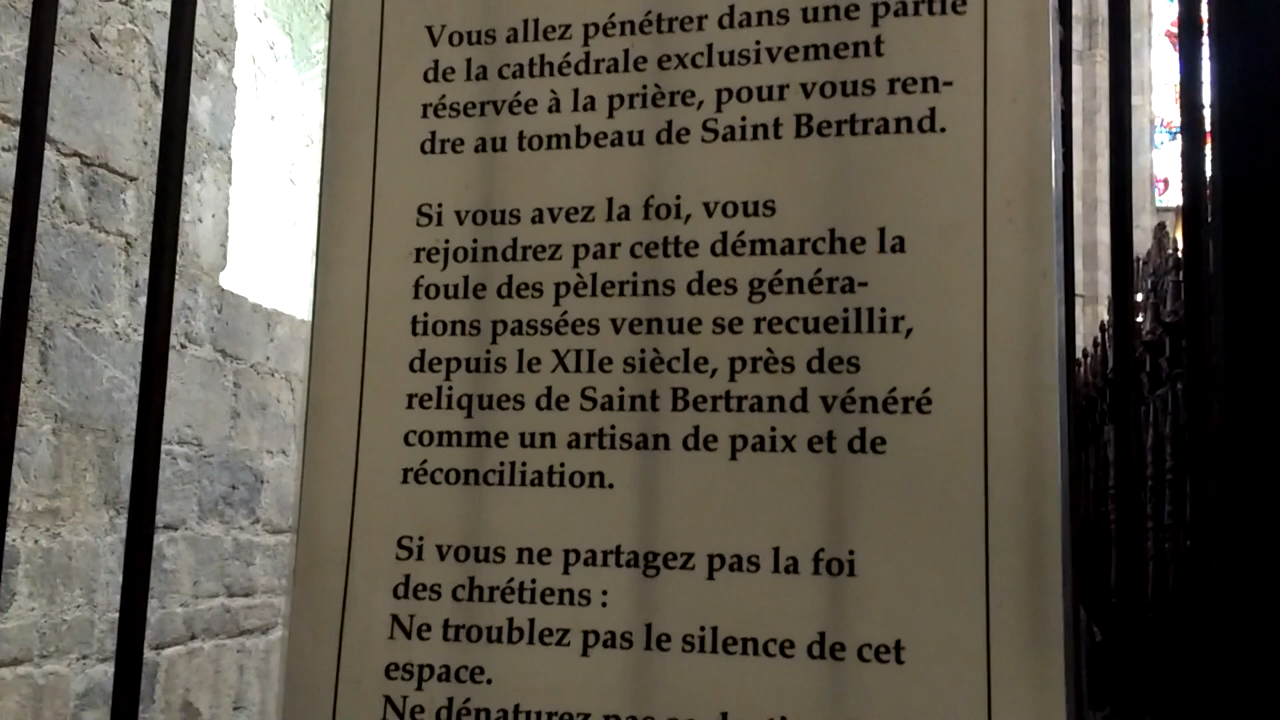 Vous allez pénétrer dans une partie
de la cathédrale exclusivement
réservée à la prière, pour vous ren-
dre au tombeau de Saint Bertrand.
Si vous avez la foi, vous
rejoindrez par cette démarche la
foule des pèlerins des généra-
tions passées venue se recueillir,
depuis le XIIe siècle, près des
reliques de Saint Bertrand vénéré
comme un artisan de paix et de
réconciliation.
Si vous ne partagez pas la foi
des chrétiens :
Ne troublez pas le silence de cet
espace.
Ne dénaturez pas